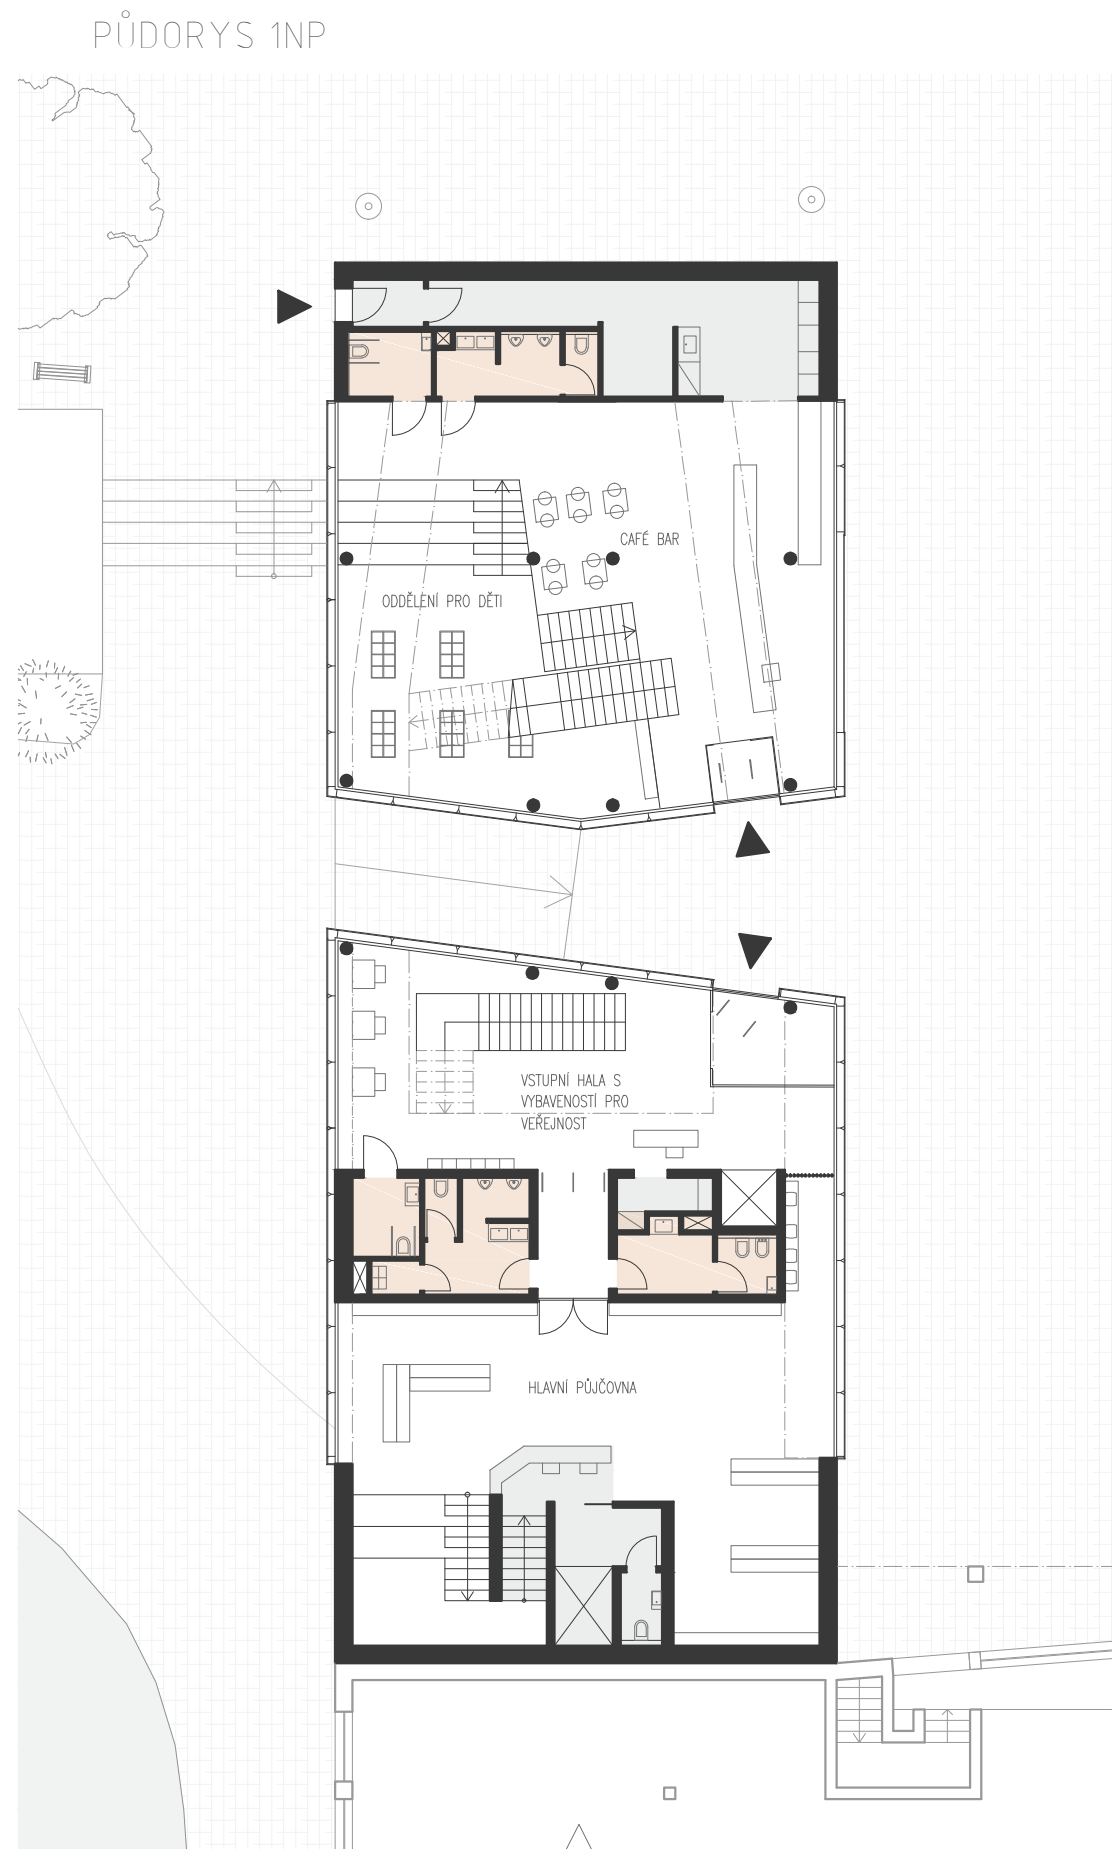 PŮDORYS 1NP
CAFÉ BAR
ODDĚLENÍ PRO DĚTI
VSTUPNÍ HALA S
VYBAVENOSTÍ PRO
VEŘEJNOST
HLAVNÍ PŮJČOVNA